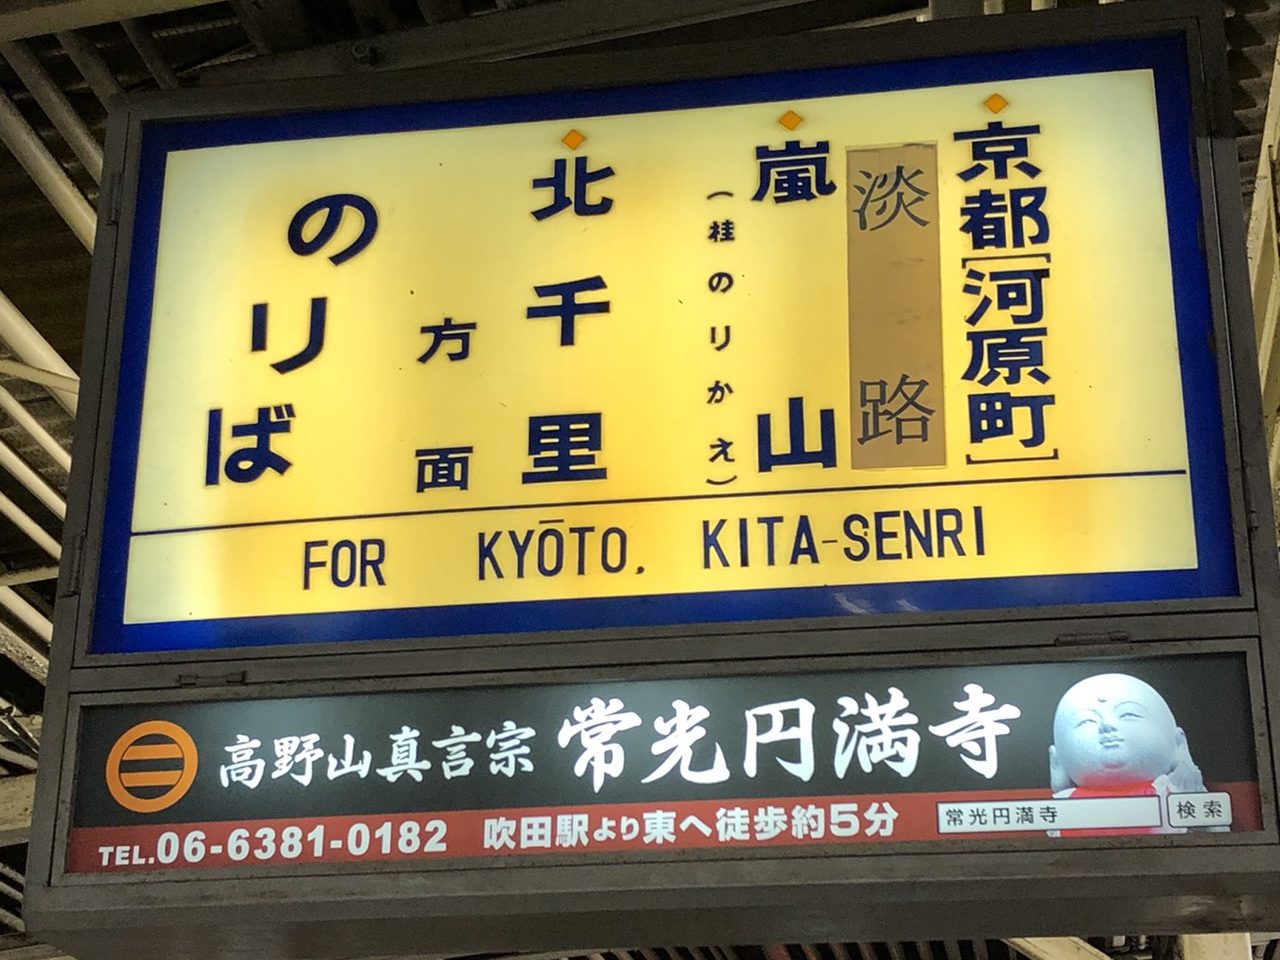 京都[河原町]
淡路
嵐山
(桂のりかえ)
北千里
方面
のりば
FOR KYŌTO. KITA-SENRI
高野山真言宗 常光円満寺
TEL.06-6381-0182 吹田駅より東へ徒歩約5分
常光円満寺 検索